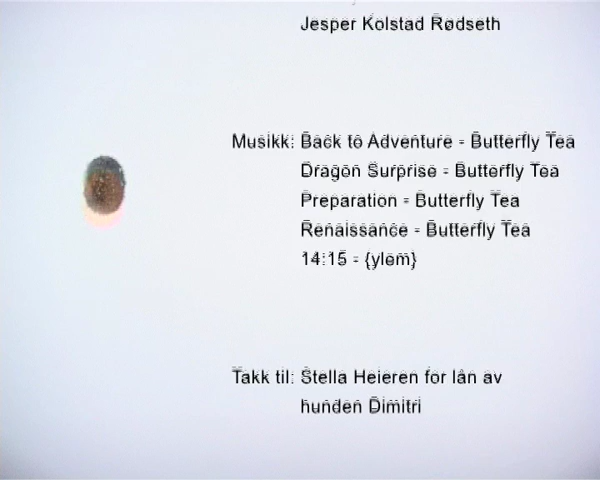 Jesper Kolstad Rødseth
Musikk: Back to Adventure - Butterfly Tea
Dragon Surprise - Butterfly Tea
Preparation - Butterfly Tea
Renaissance - Butterfly Tea
14:15 - {ylem}
Takk til: Stella Heieren for lån av
hunden Dimitri